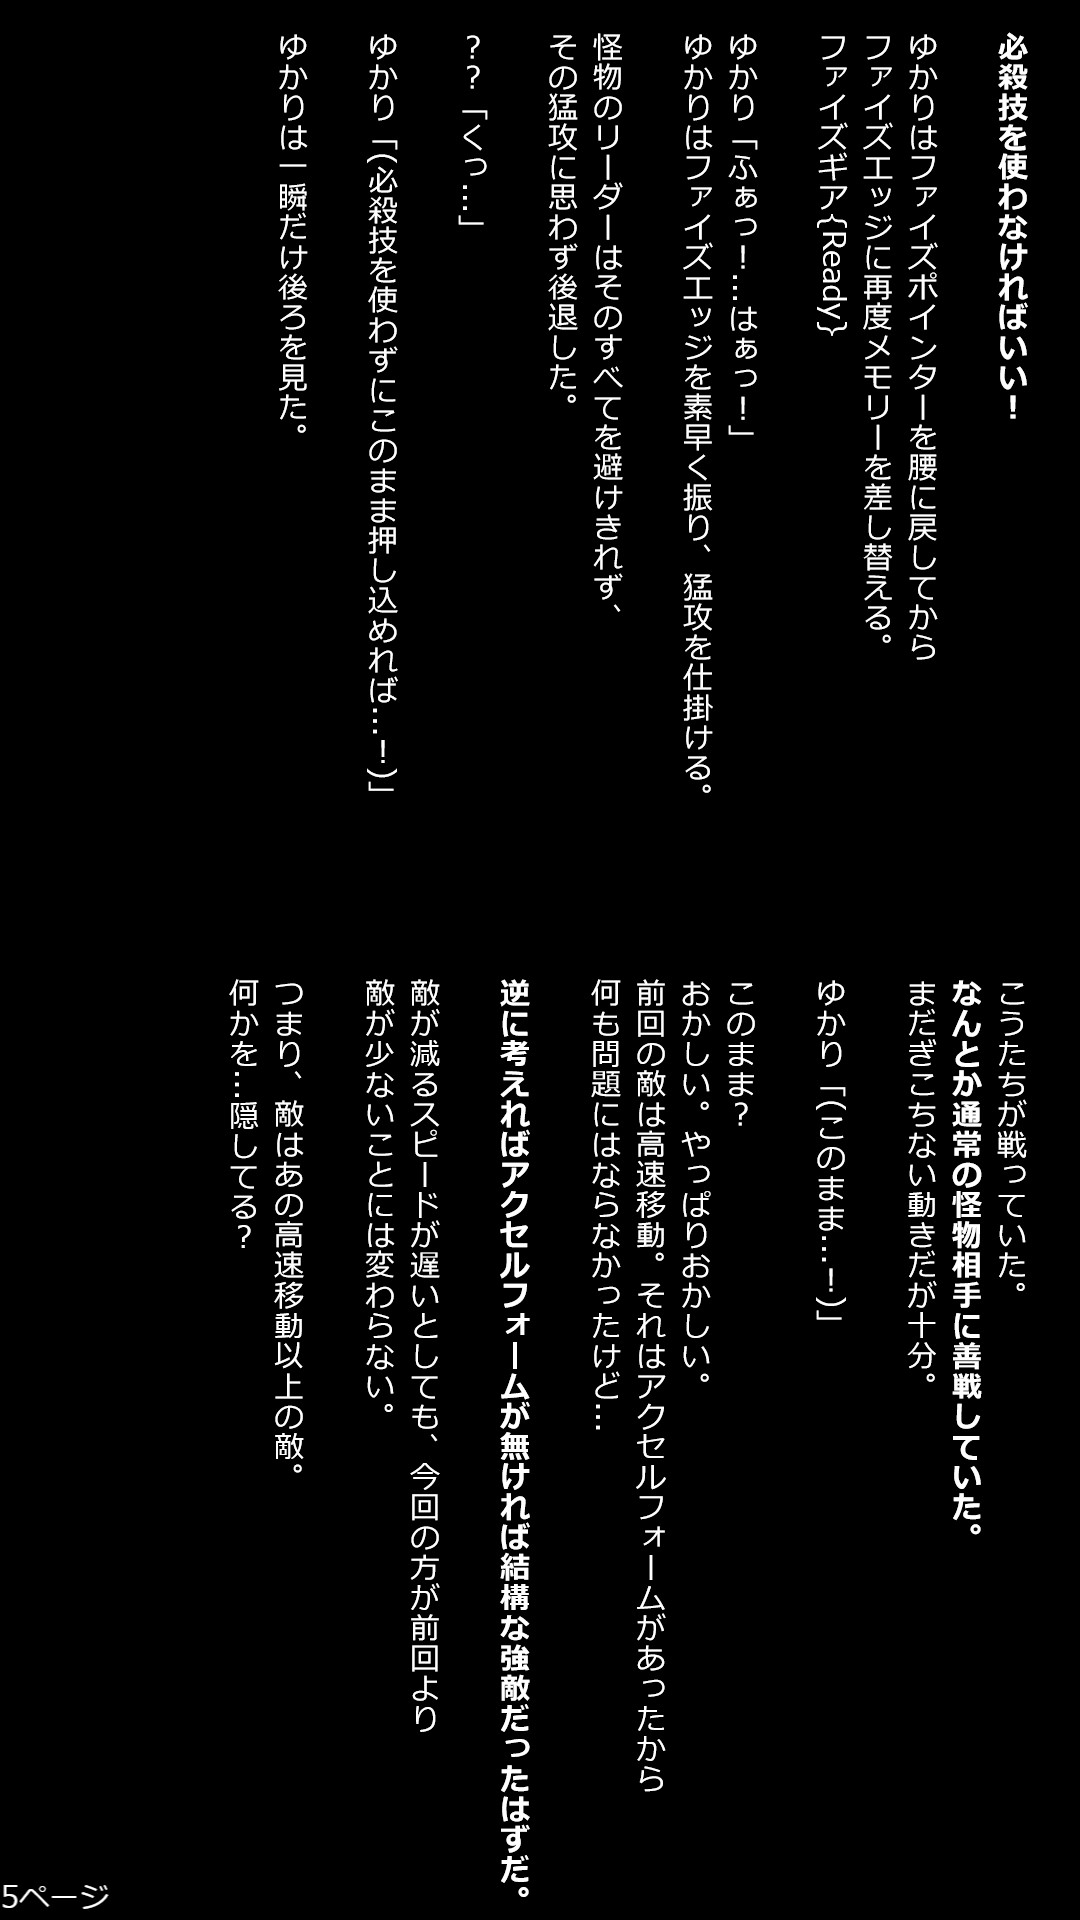 必殺技を使わなければいい！
ゆかりはファイズポインターを腰に戻してから
ファイズエッジに再度メモリーを差し替える。
ファイズギア{Ready}
ゆかり「ふぁっ！…はぁっ！」
ゆかりはファイズエッジを素早く振り、猛攻を仕掛ける。
怪物のリーダーはそのすべてを避けきれず、
その猛攻に思わず後退した。
？？「くっ…」
ゆかり「(必殺技を使わずにこのまま押し込めれば…！)」
ゆかりは一瞬だけ後ろを見た。
こうたちが戦っていた。
なんとか通常の怪物相手に善戦していた。
まだぎこちない動きだが十分。
ゆかり「(このまま…！)」
このまま？
おかしい。やっぱりおかしい。
前回の敵は高速移動。それはアクセルフォームがあったから
何も問題にはならなかったけど…
逆に考えればアクセルフォームが無ければ結構な強敵だったはずだ。
敵が減るスピードが遅いとしても、今回の方が前回より
敵が少ないことには変わらない。
つまり、敵はあの高速移動以上の敵。
何かを…隠してる？
5ページ